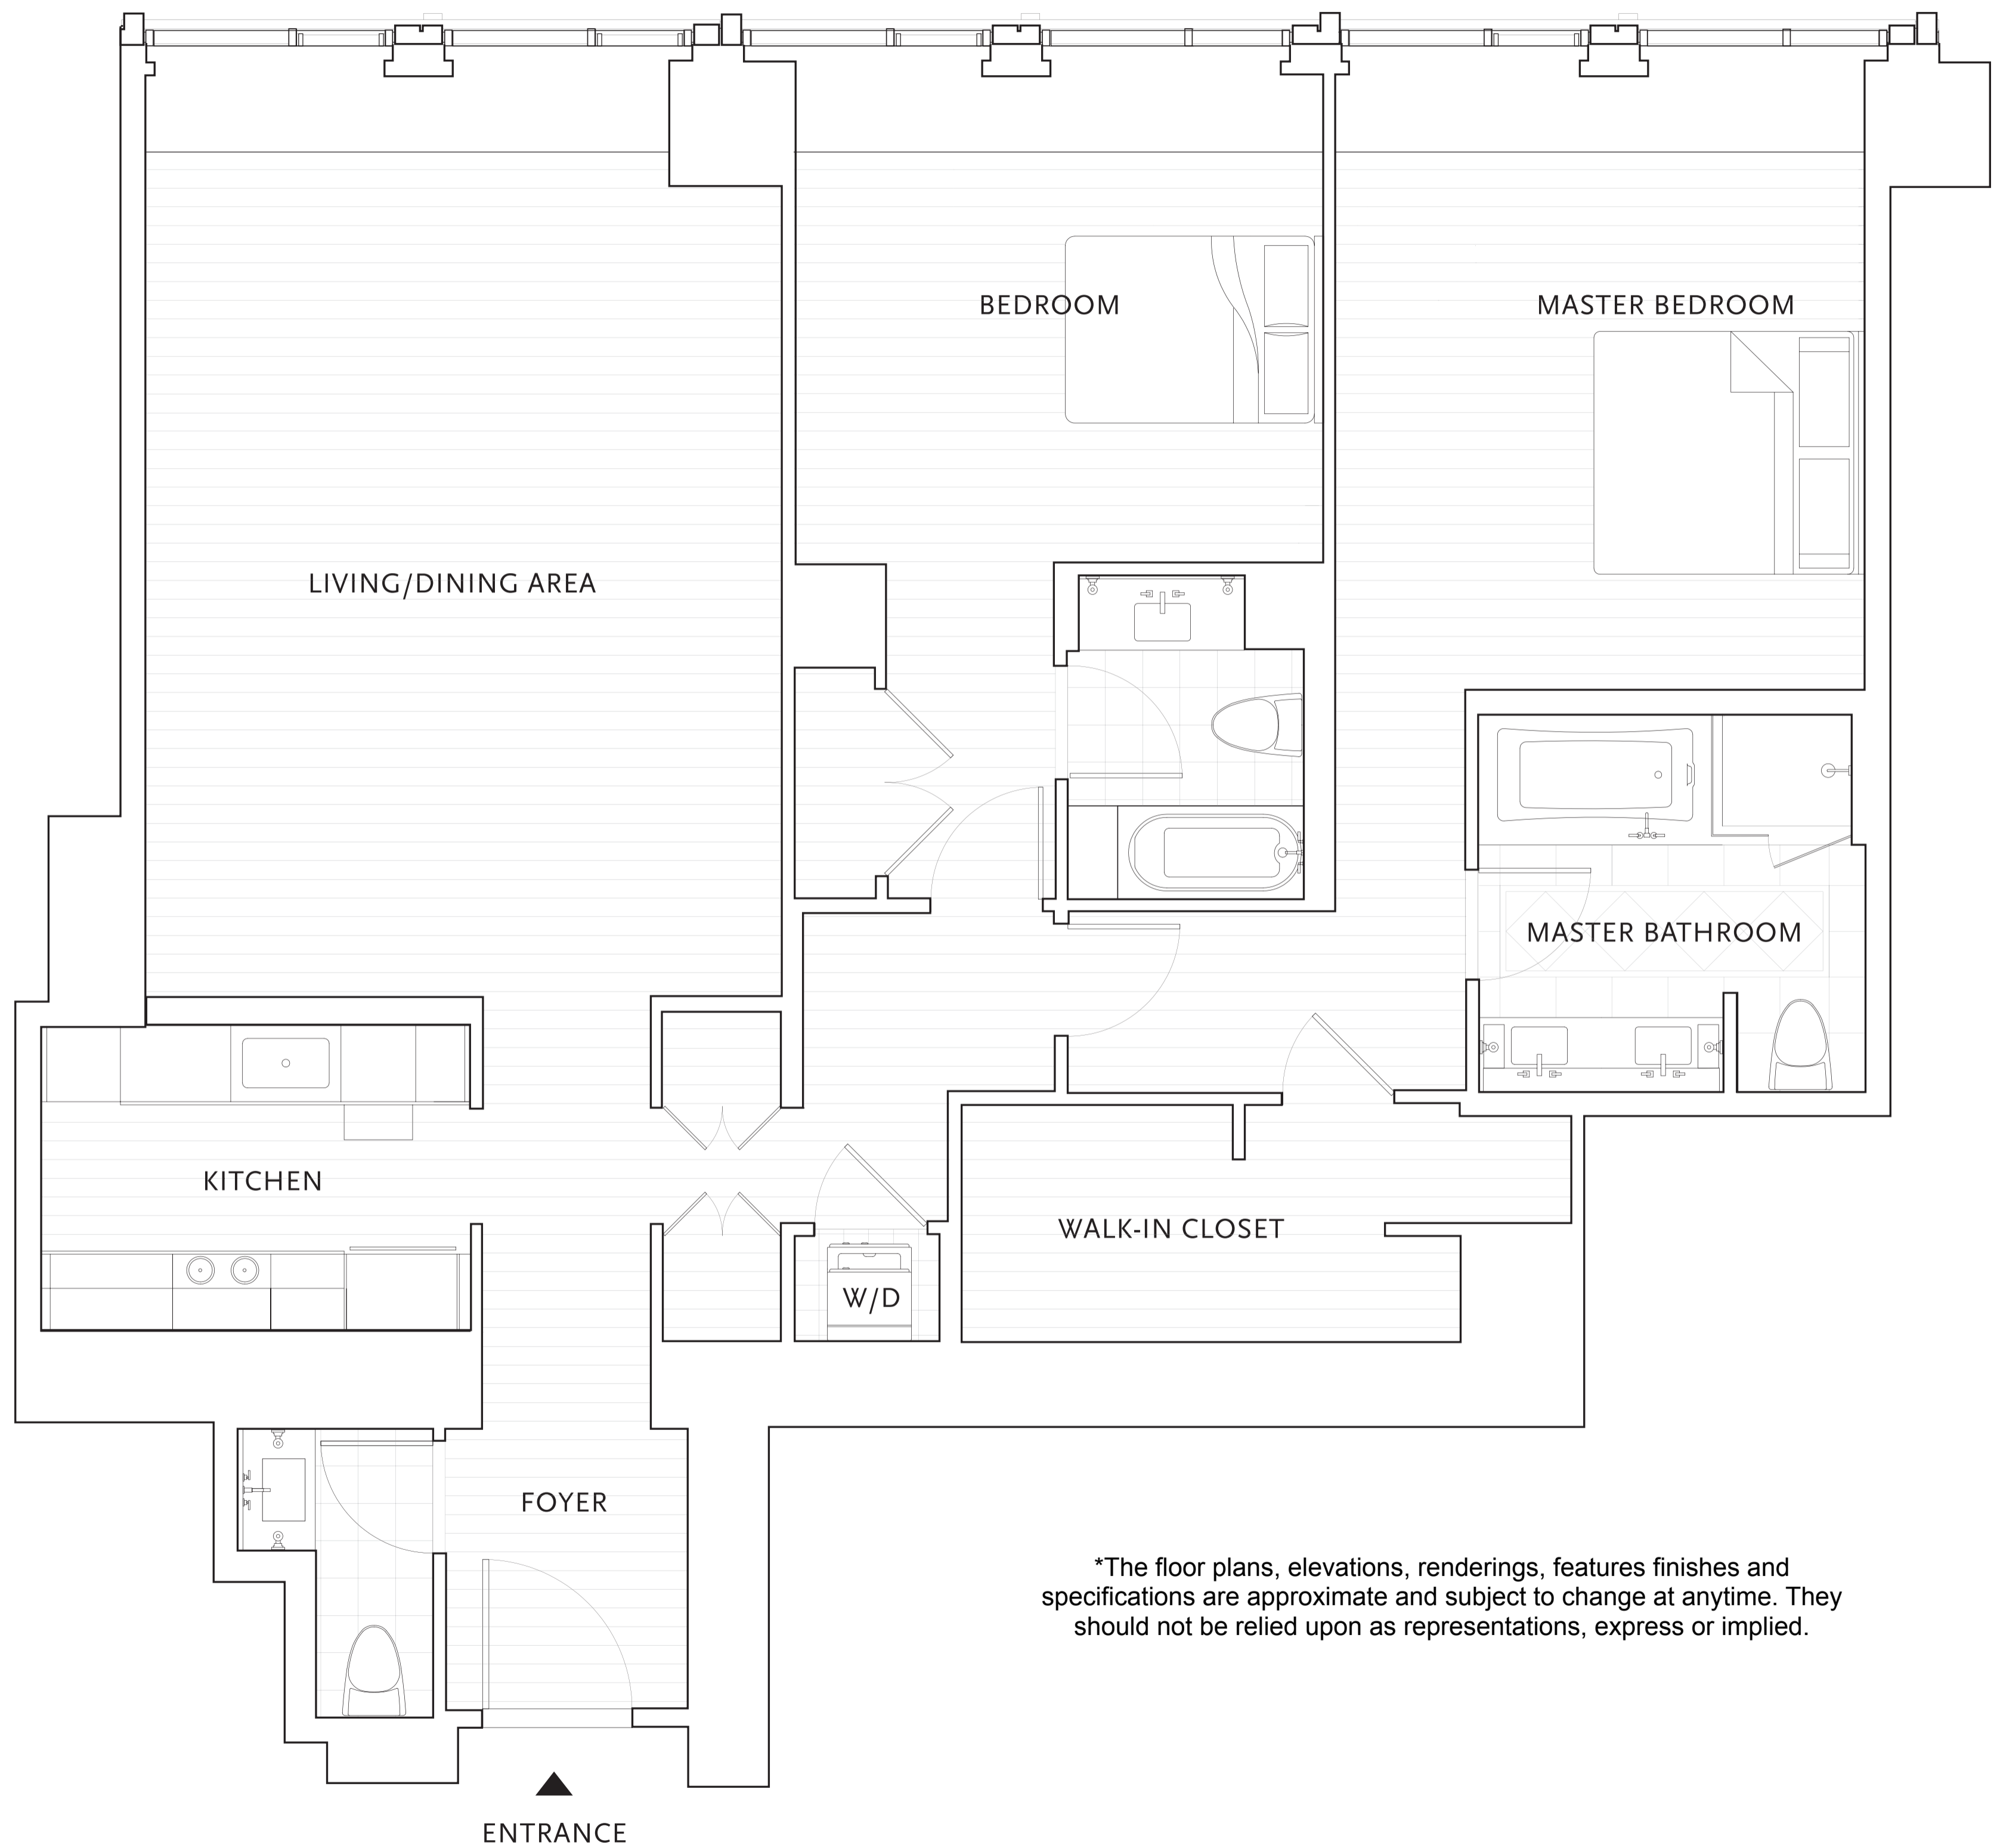 BEDROOM
MASTER BEDROOM
LIVING/DINING AREA
MASTER BATHROOM
KITCHEN
WALK-IN CLOSET
W/D
FOYER
*The floor plans, elevations, renderings, features finishes and
specifications are approximate and subject to change at anytime. They
should not be relied upon as representations, express or implied.
ENTRANCE